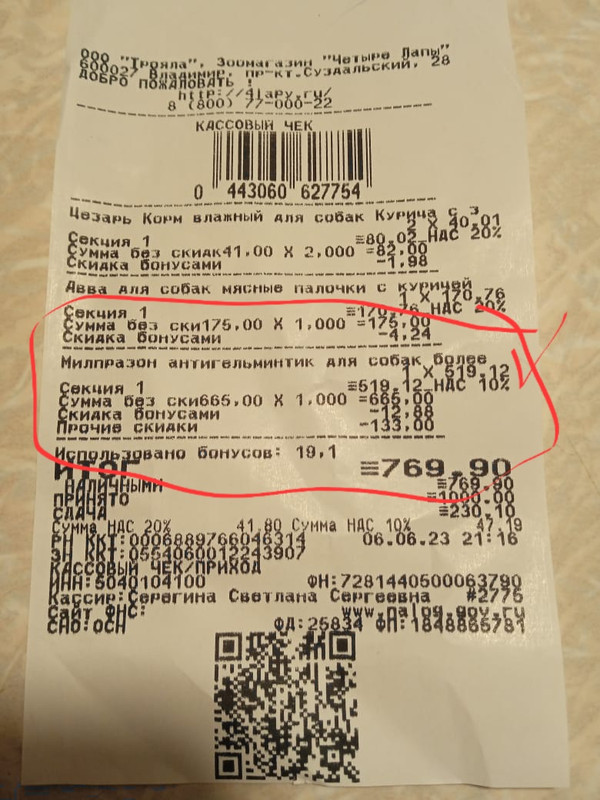 ООО "Трояла", Зоомагазин "Четыре Лапы"
600027 Владимир, пр-кт.Суздальский, 28
ДОБРО ПОЖАЛОВАТЬ !
http://4lapy.ru/
8 (800) 77-000-22
КАССОВЫЙ ЧЕК
0 443060 627754
Цезарь Корм влажный для собак Курица с з
2 X 40,01
Секция 1 ≡80,02 НДС 20%
Сумма без скидк41,00 X 2,000 =82,00
Скидка бонусами -1,98
Авва для собак мясные палочки с курицей
1 X 170,76
Секция 1 ≡170,76 НДС 20%
Сумма без ски175,00 X 1,000 =175,00
Скидка бонусами -4,24
Милпразон антигельминтик для собак более
1 X 519,12
Секция 1 ≡519,12 НДС 10%
Сумма без ски665,00 X 1,000 =665,00
Скидка бонусами -12,88
Прочие скидки -133,00
Использовано бонусов: 19,1
ИТОГ ≡769.90
НАЛИЧНЫМИ ≡769.90
ПРИНЯТО ≡1000.00
СДАЧА ≡230.10
Сумма НДС 20% 41.80 Сумма НДС 10% 47.19
РН ККТ:0006889766046314 06.06.23 21:16
ЗН ККТ:0554060012243907
КАССОВЫЙ ЧЕК/ПРИХОД
ИНН:5040104100 ФН:7281440500063790
Кассир:Серегина Светлана Сергеевна #2775
Сайт ФНС: www.nalog.gov.ru
СНО:ОСН ФД:25834 ФП:1848865781